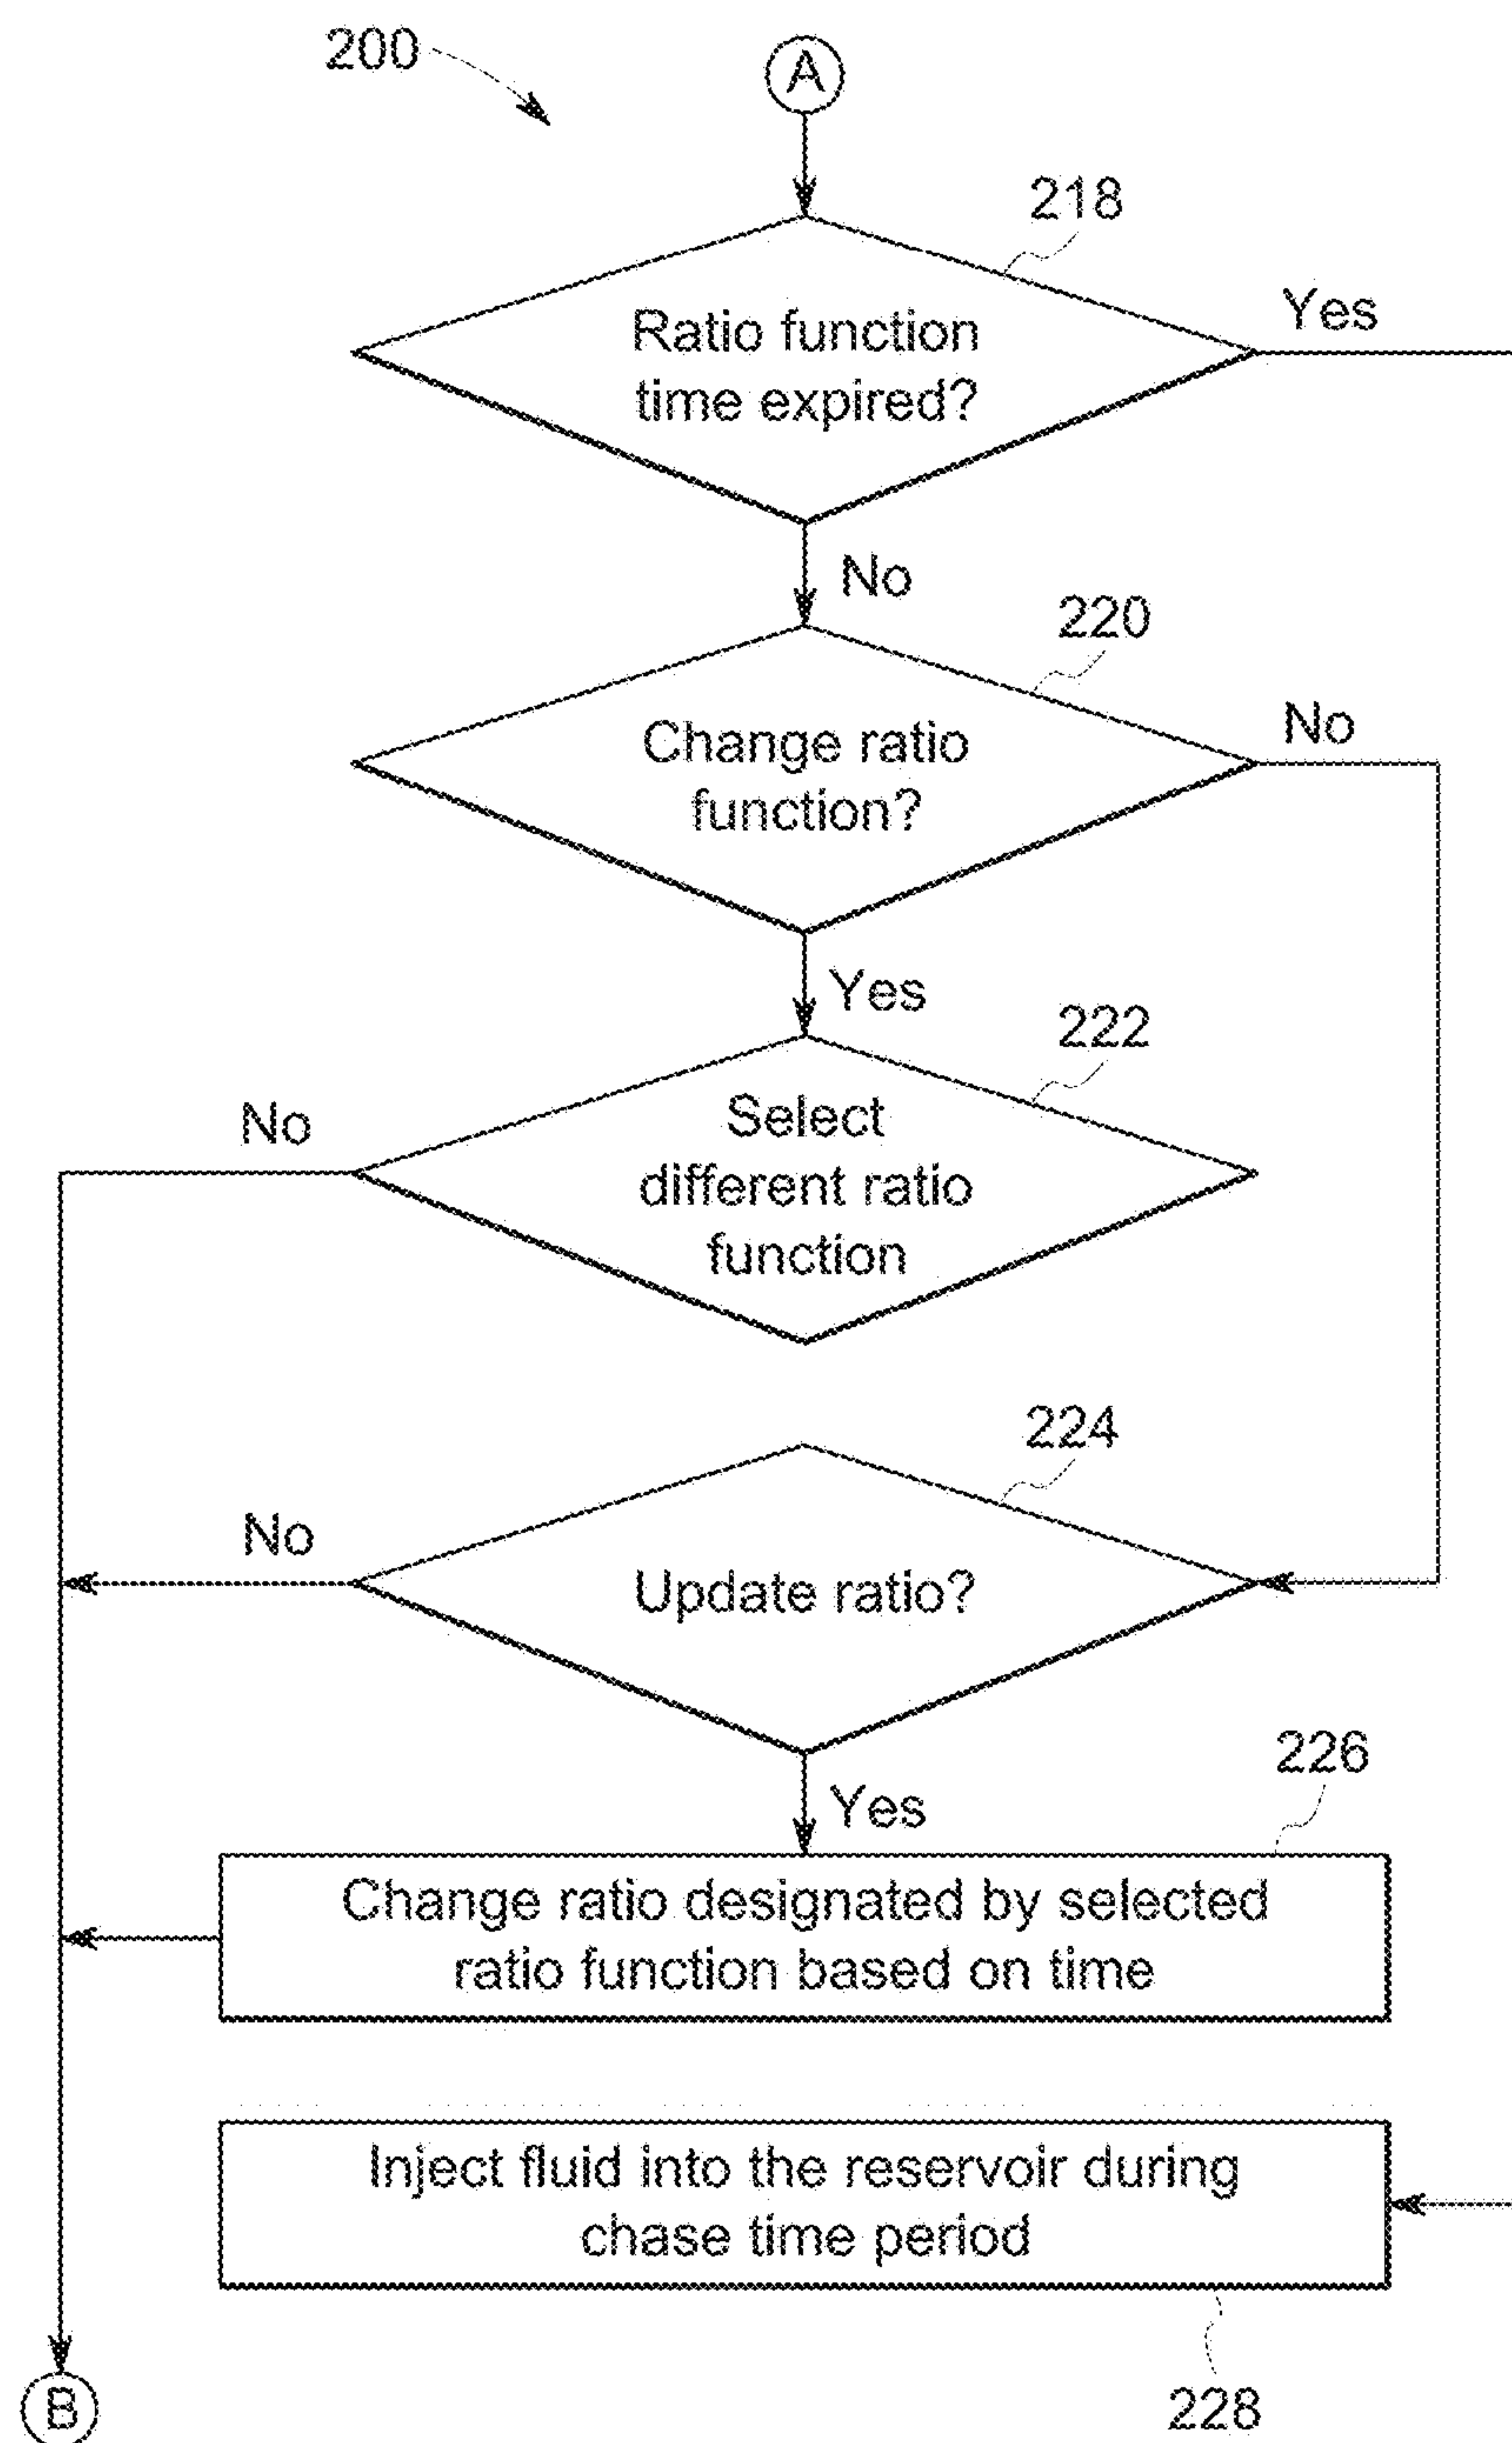 200
A
218
Ratio function
time expired?
Yes
No
220
Change ratio
function?
No
Yes
222
Select
different ratio
function
No
224
Update ratio?
No
Yes
226
Change ratio designated by selected
ratio function based on time
Inject fluid into the reservoir during
chase time period
228
B